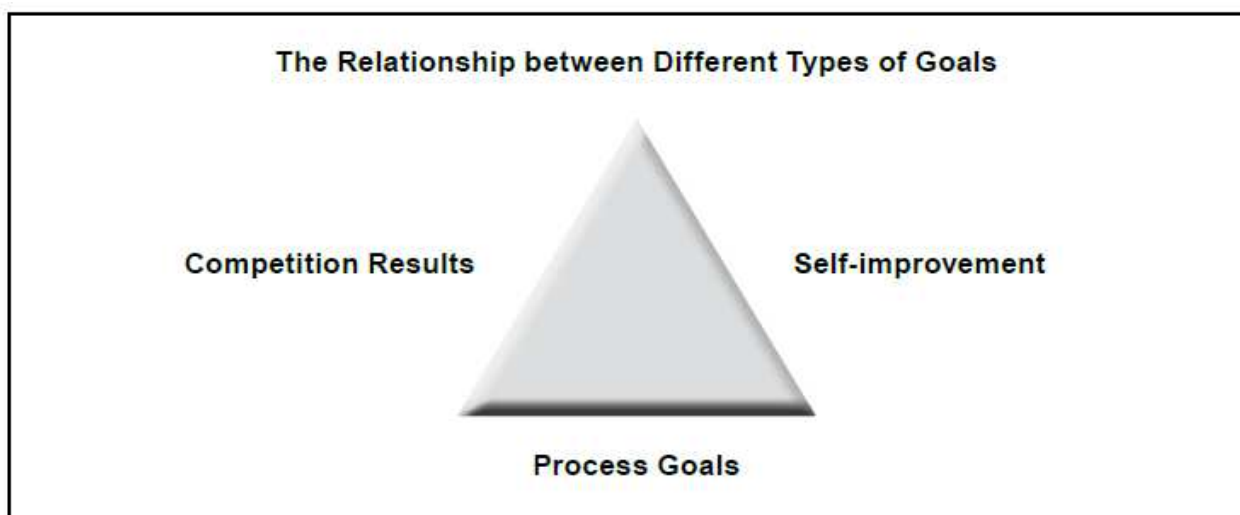 The Relationship between Different Types of Goals
Competition Results
Self-improvement
Process Goals